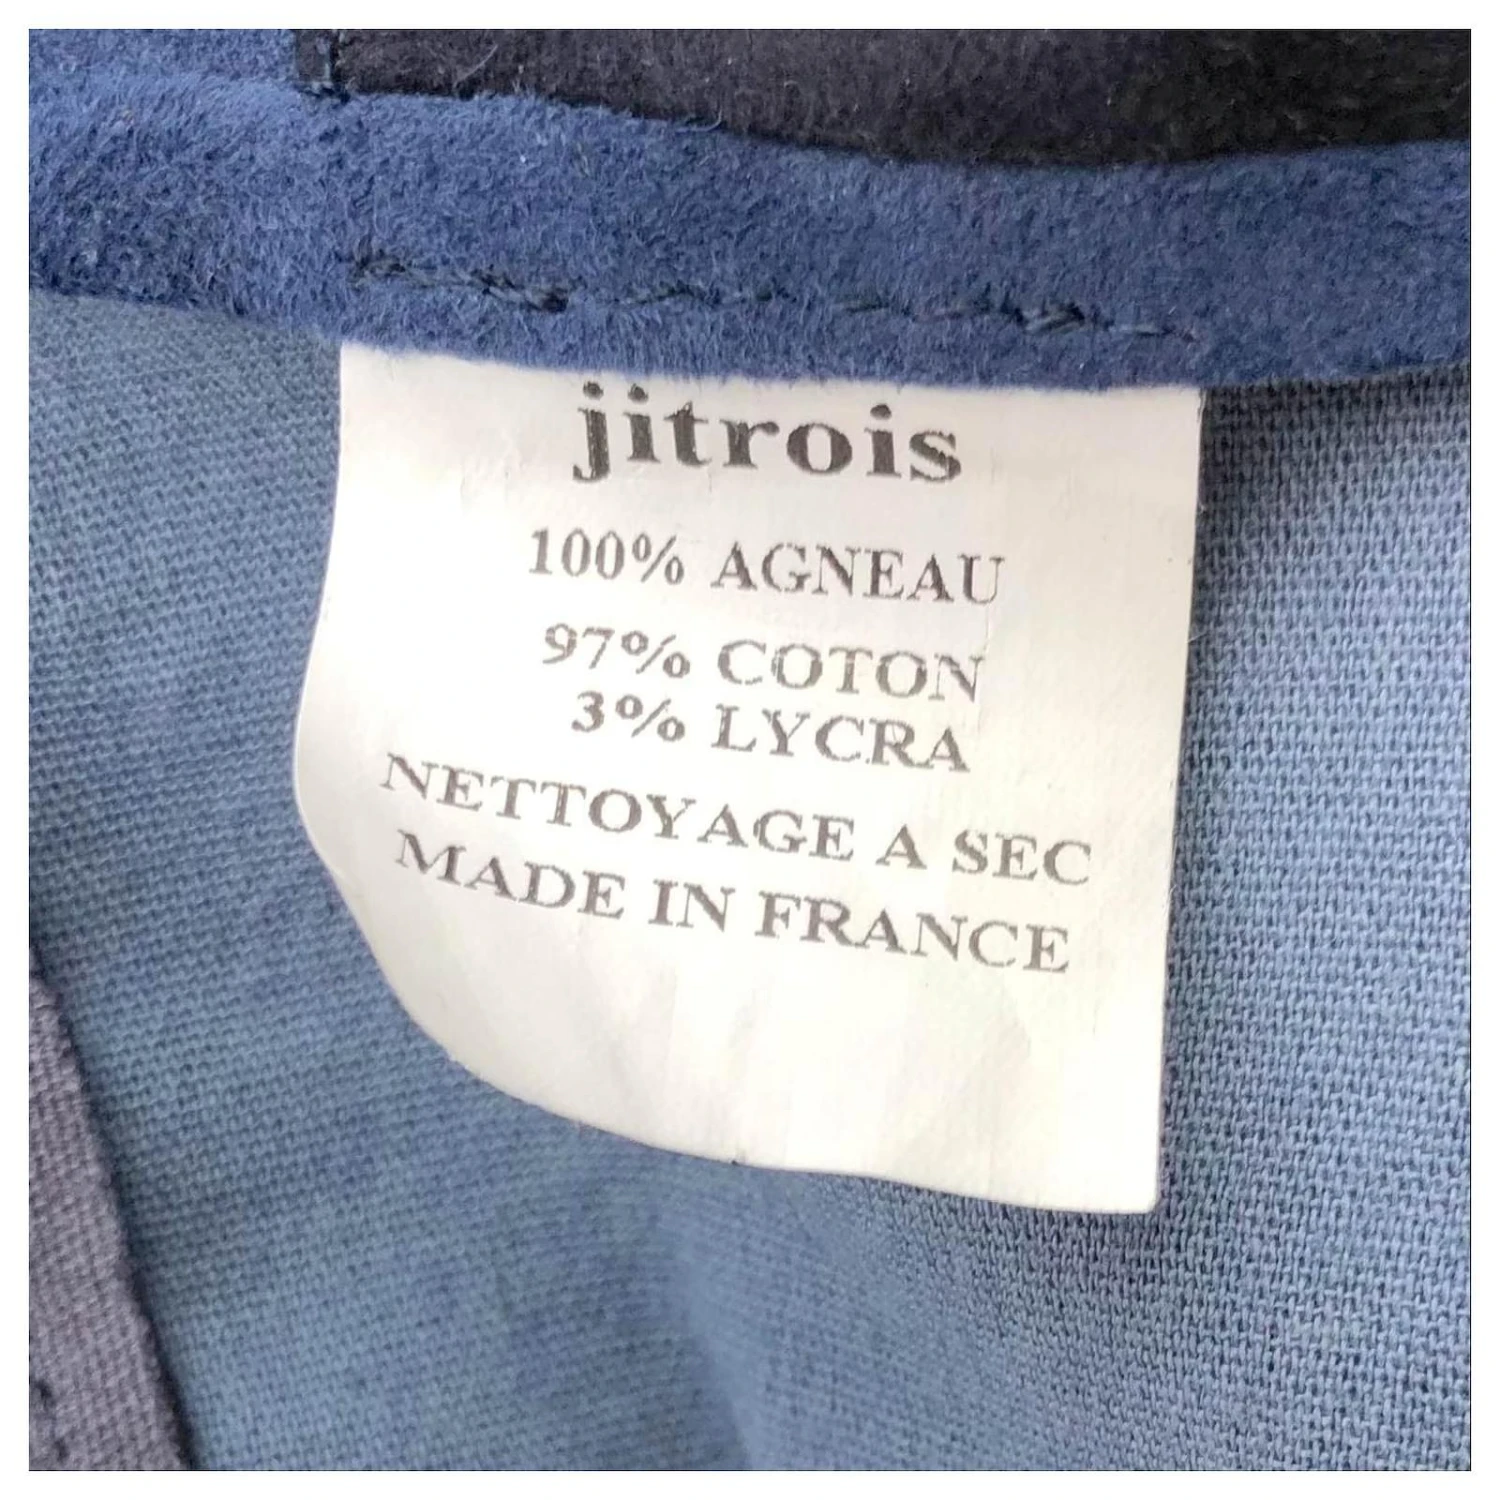 jitrois
100% AGNEAU
97% COTON
3% LYCRA
NETTOYAGE A SEC
MADE IN FRANCE